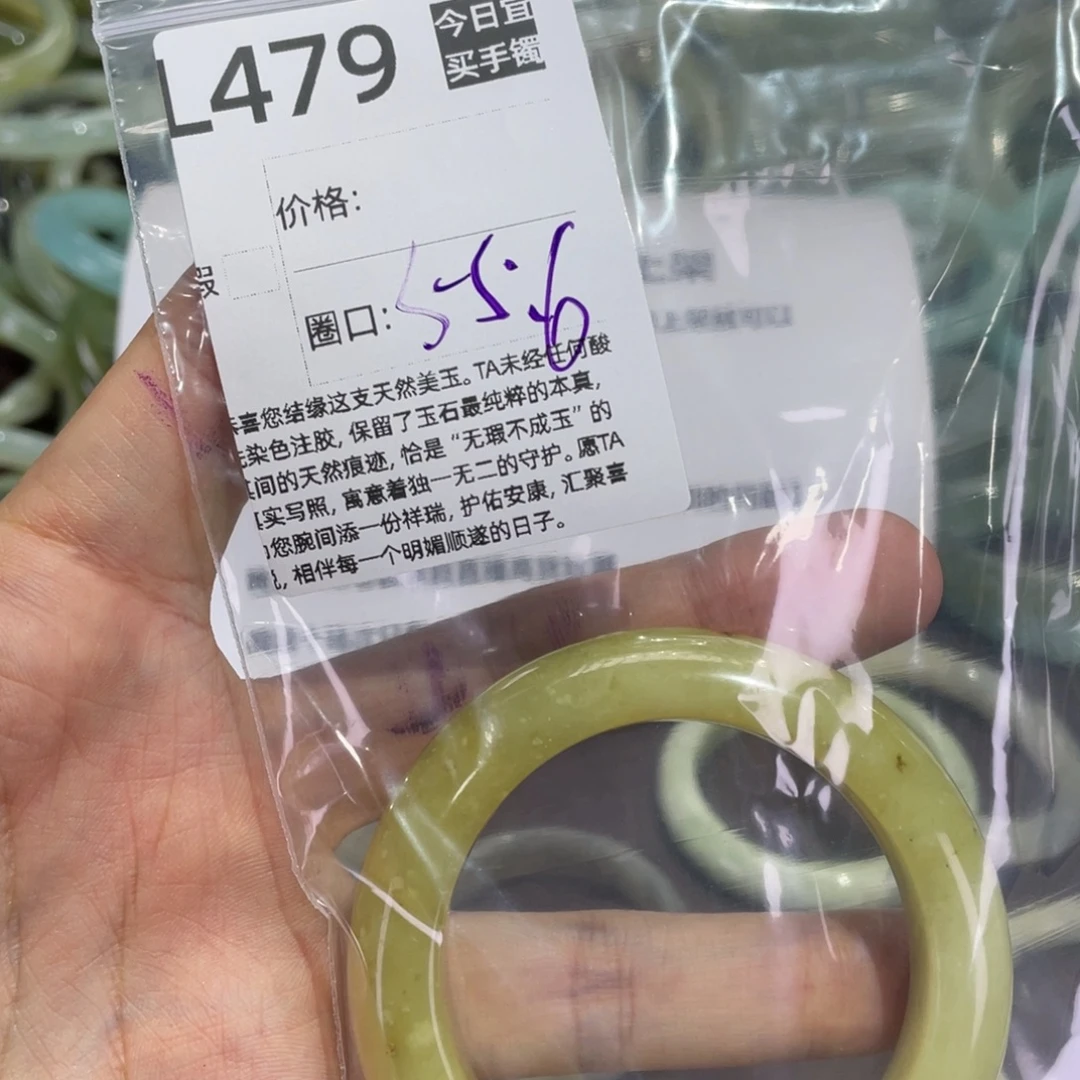 L479
今日宜
买手镯
价格：
圈口：55.6
恭喜您结缘这支天然美玉。TA未经任何酸
染色注胶，保留了玉石最纯粹的本真，
间的天然痕迹，恰是“无瑕不成玉”的
真实写照，寓意着独一无二的守护。愿TA
您腕间添一份祥瑞，护佑安康，汇聚喜
，相伴每一个明媚顺遂的日子。